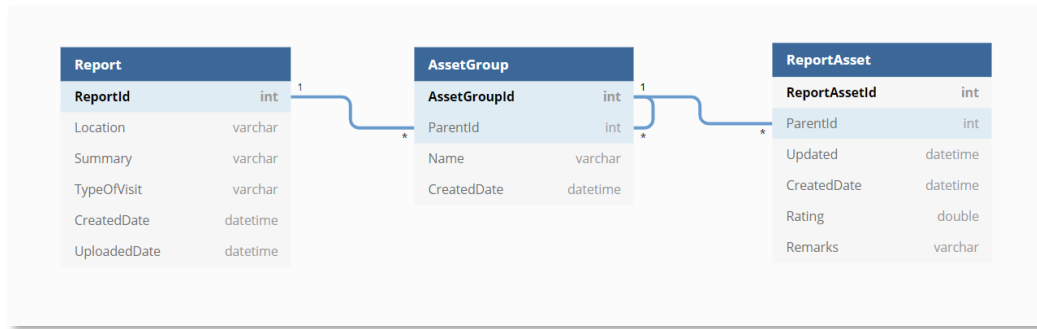 Report
ReportId int
Location varchar
Summary varchar
TypeOfVisit varchar
CreatedDate datetime
UploadedDate datetime
1
*
AssetGroup
AssetGroupId int
ParentId int
Name varchar
CreatedDate datetime
1
*
*
ReportAsset
ReportAssetId int
ParentId int
Updated datetime
CreatedDate datetime
Rating double
Remarks varchar